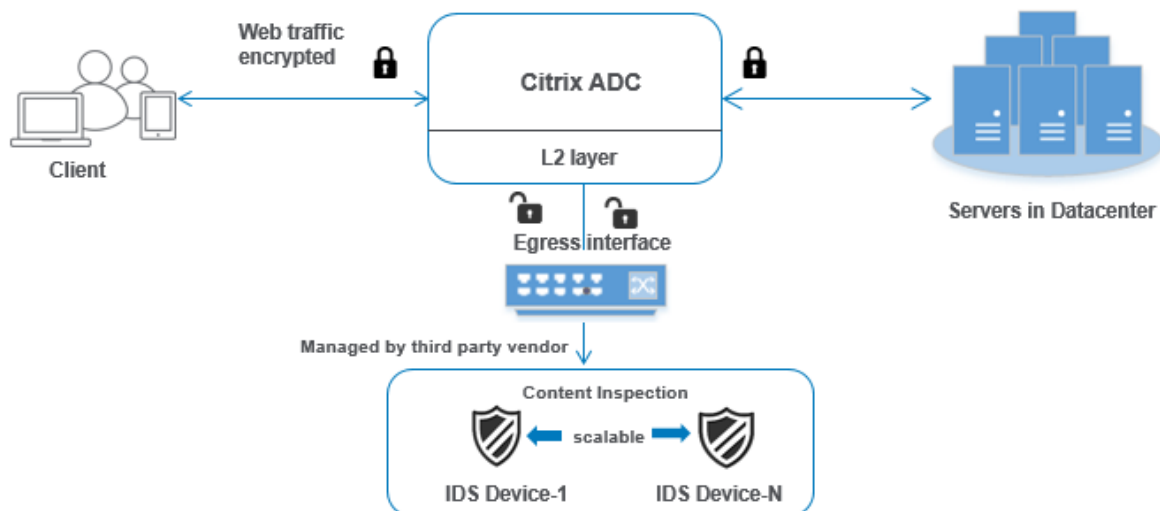 Web traffic
encrypted
Citrix ADC
L2 layer
Client
Servers in Datacenter
Egress interface
Managed by third party vendor
Content Inspection
scalable
IDS Device-1
IDS Device-N